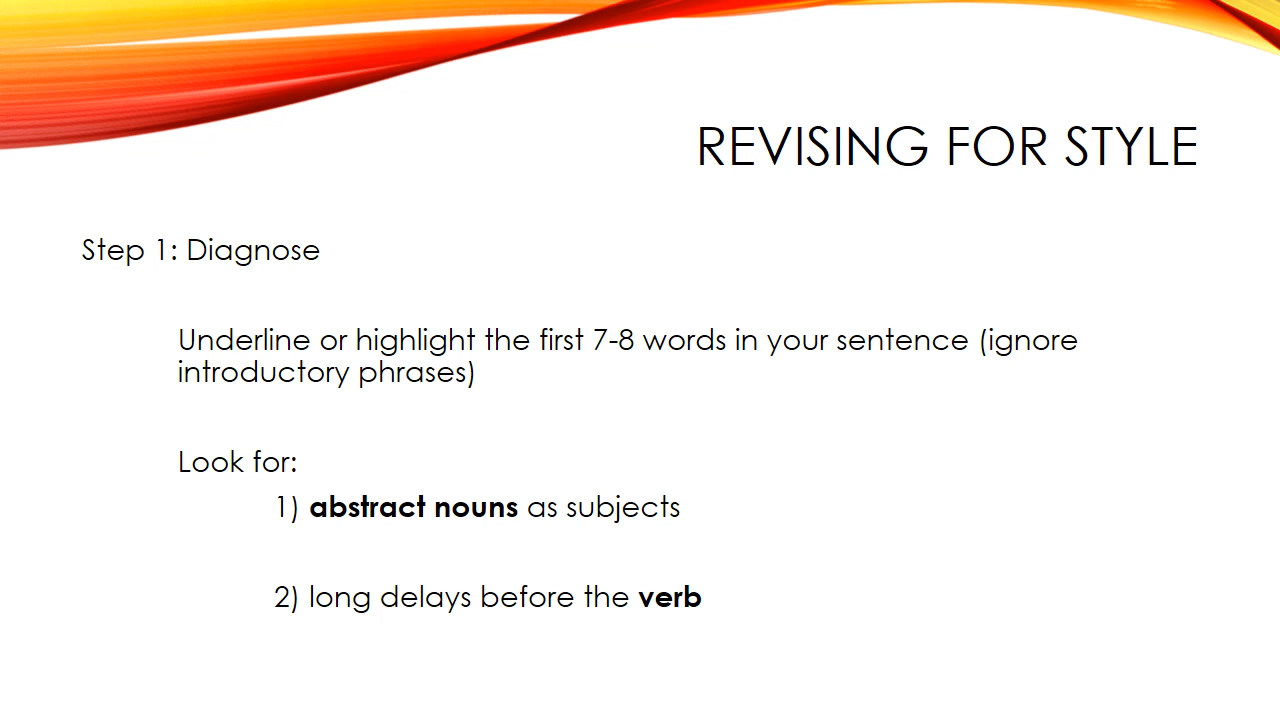 REVISING FOR STYLE
Step 1: Diagnose
Underline or highlight the first 7-8 words in your sentence (ignore
introductory phrases)
Look for:
1) abstract nouns as subjects
2) long delays before the verb